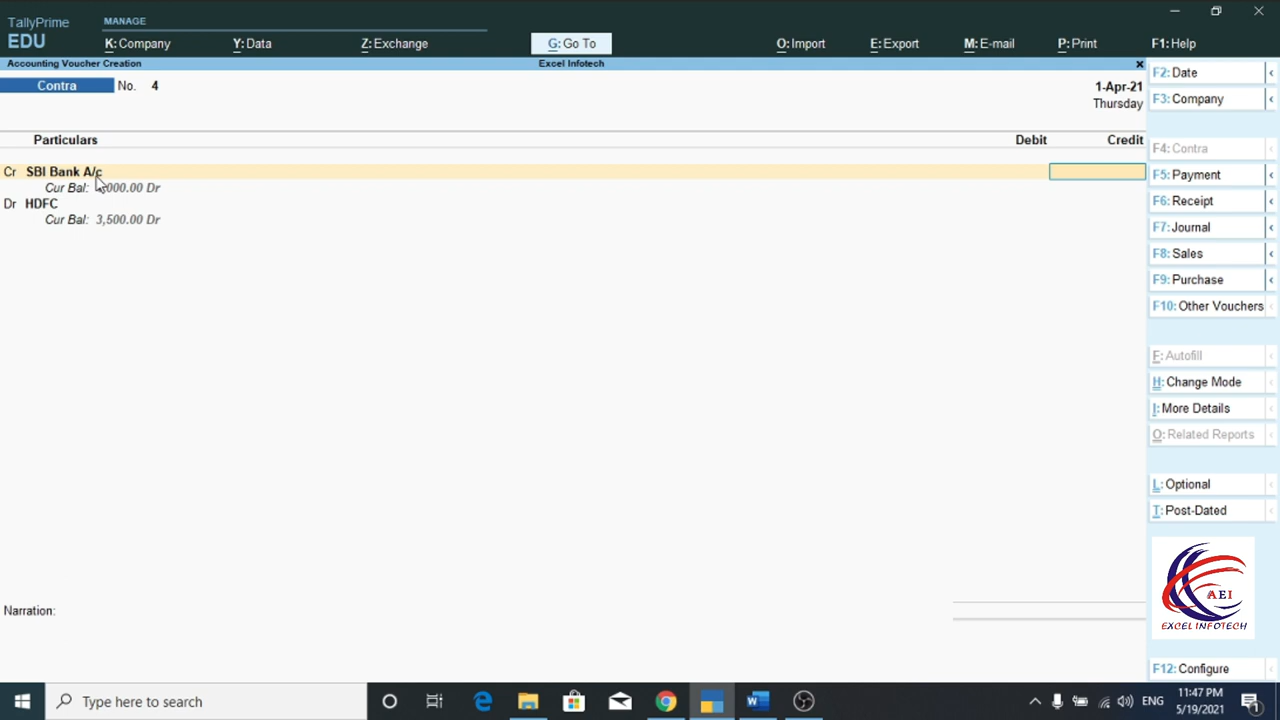 TallyPrime
EDU
MANAGE
K: Company
Y: Data
Z: Exchange
G: Go To
O: Import
E: Export
M: E-mail
P: Print
F1: Help
Accounting Voucher Creation
Excel Infotech
Contra No. 4
1-Apr-21
Thursday
Particulars Debit Credit
Cr SBI Bank A/c
Cur Bal: 000.00 Dr
Dr HDFC
Cur Bal: 3,500.00 Dr
Narration:
F2: Date
F3: Company
F4: Contra
F5: Payment
F6: Receipt
F7: Journal
F8: Sales
F9: Purchase
F10: Other Vouchers
F: Autofill
H: Change Mode
I: More Details
O: Related Reports
L: Optional
T: Post-Dated
AEI
EXCEL INFOTECH
F12: Configure
Type here to search
ENG
11:47 PM
5/19/2021
1